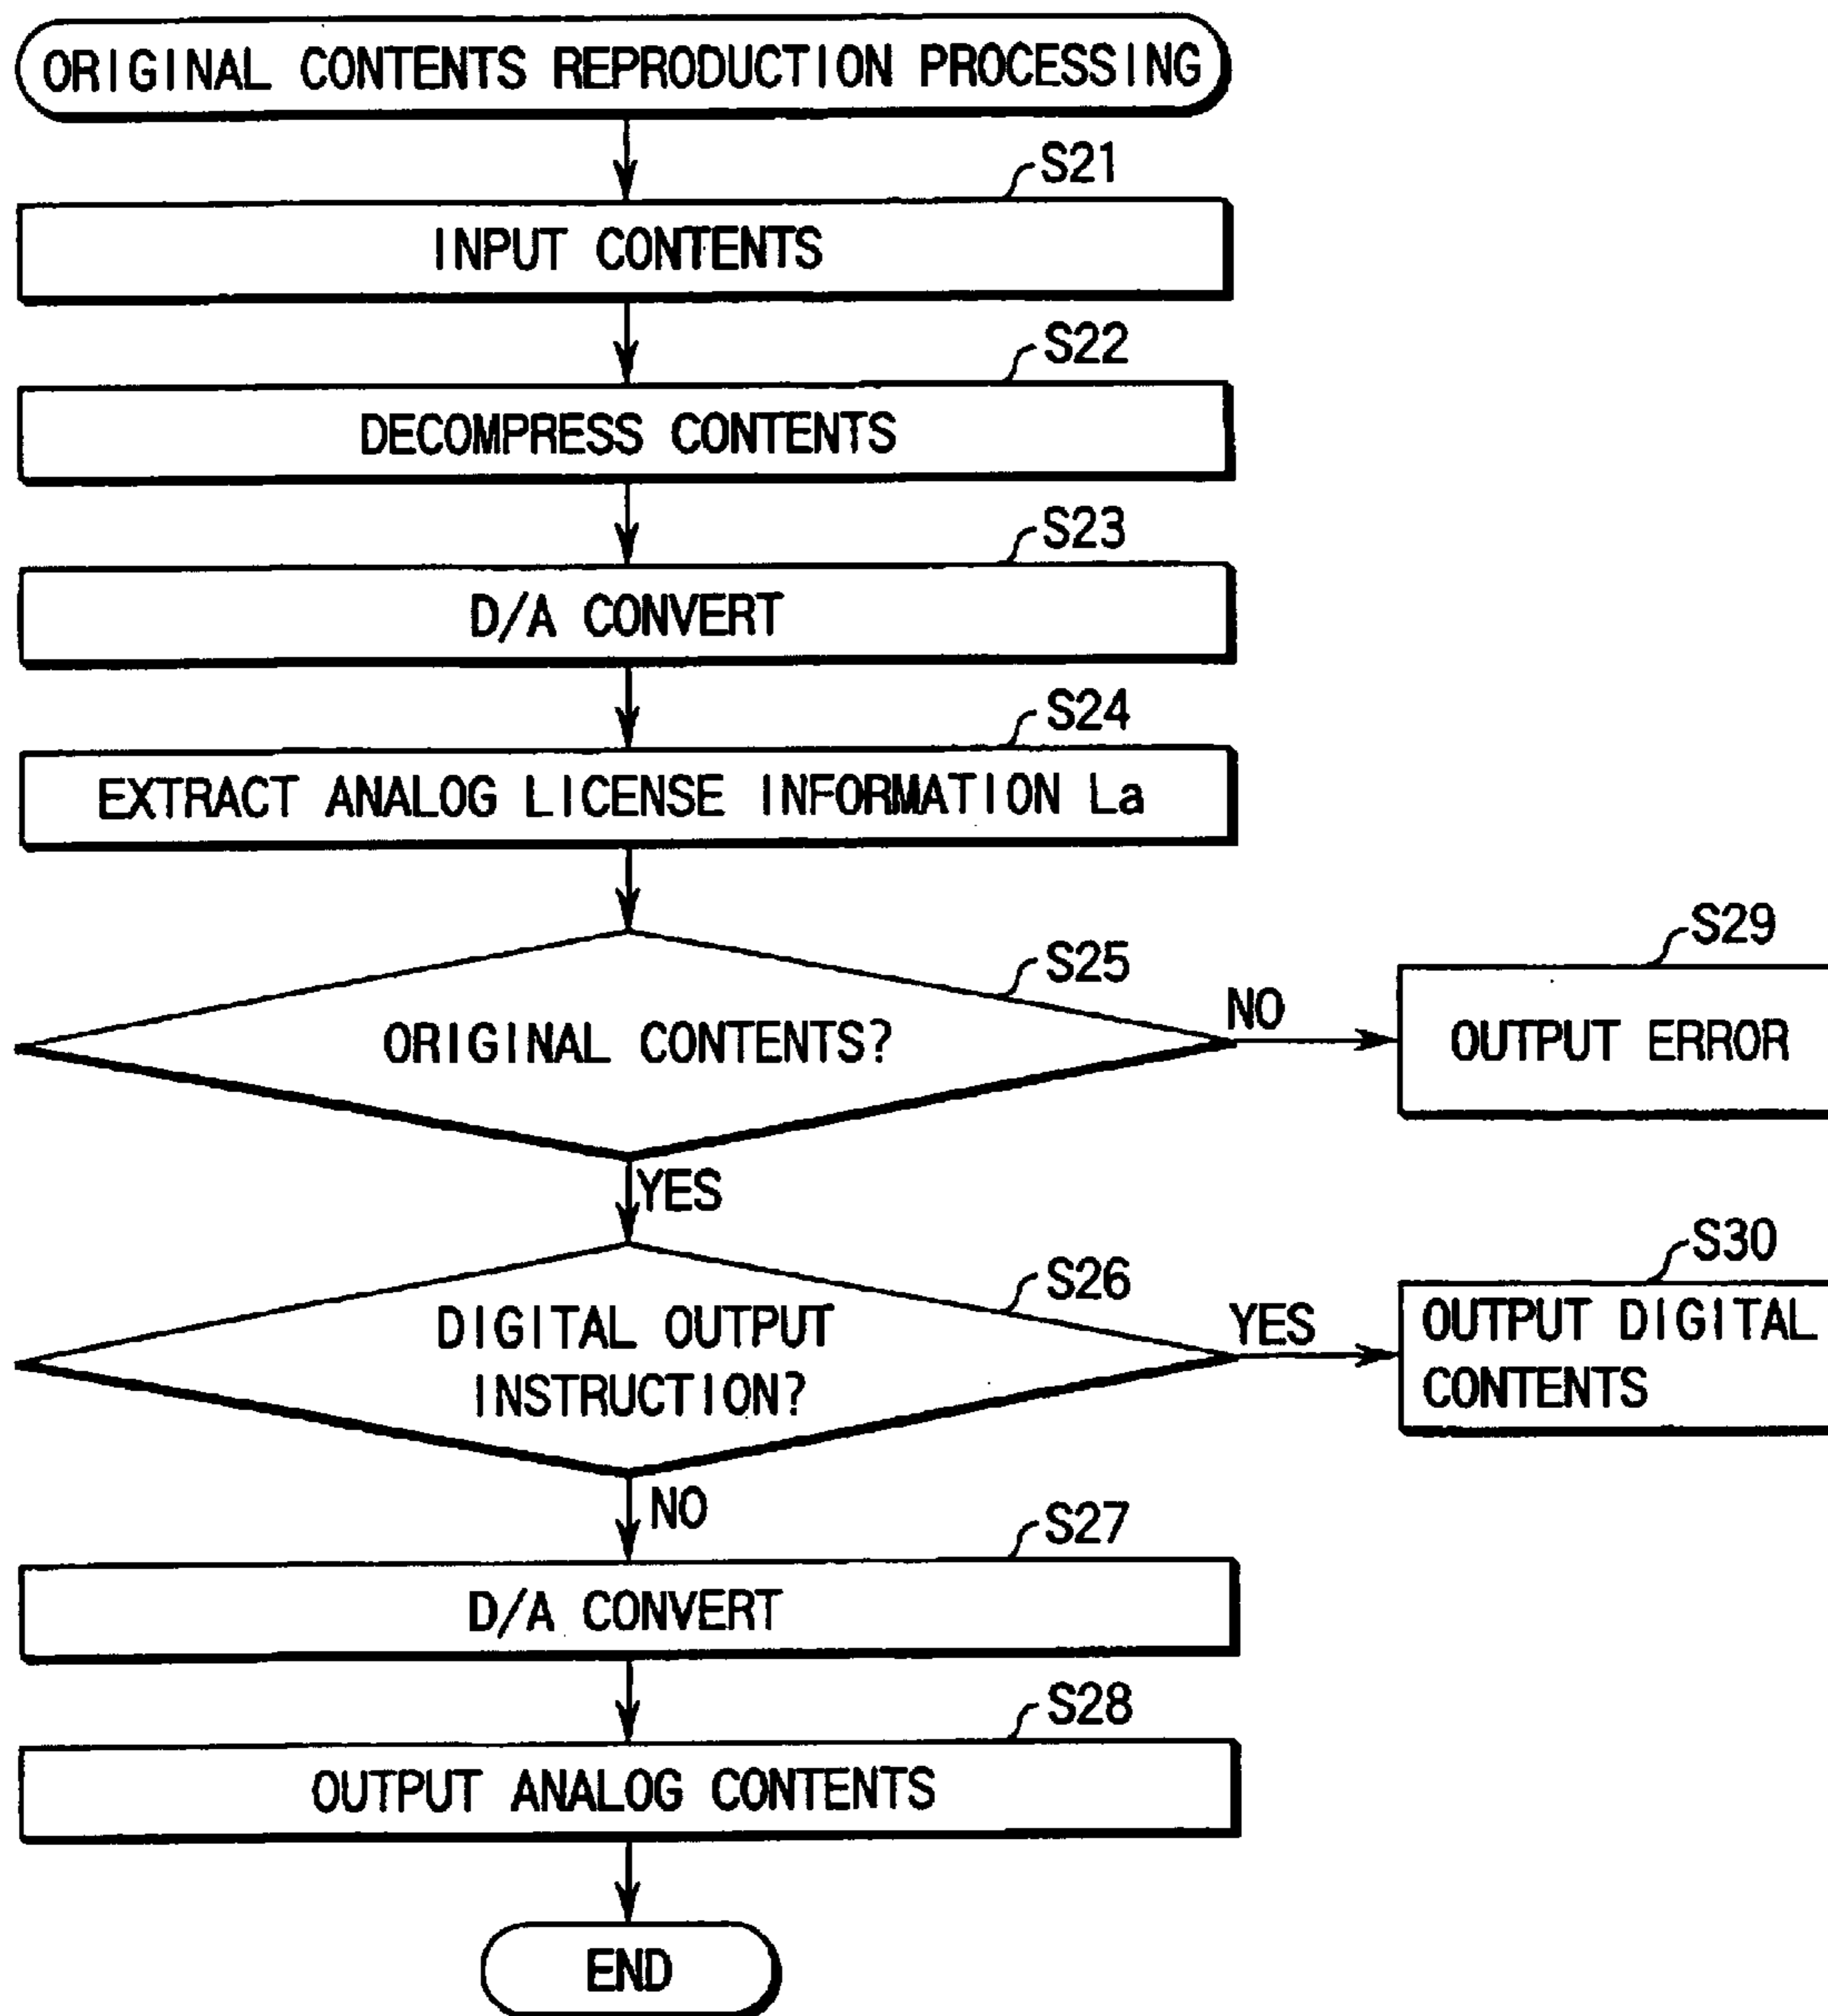 ORIGINAL CONTENTS REPRODUCTION PROCESSING
S21
INPUT CONTENTS
S22
DECOMPRESS CONTENTS
S23
D/A CONVERT
S24
EXTRACT ANALOG LICENSE INFORMATION La
S25
ORIGINAL CONTENTS?
NO
S29
OUTPUT ERROR
YES
S26
DIGITAL OUTPUT
INSTRUCTION?
YES
S30
OUTPUT DIGITAL
CONTENTS
NO
S27
D/A CONVERT
S28
OUTPUT ANALOG CONTENTS
END